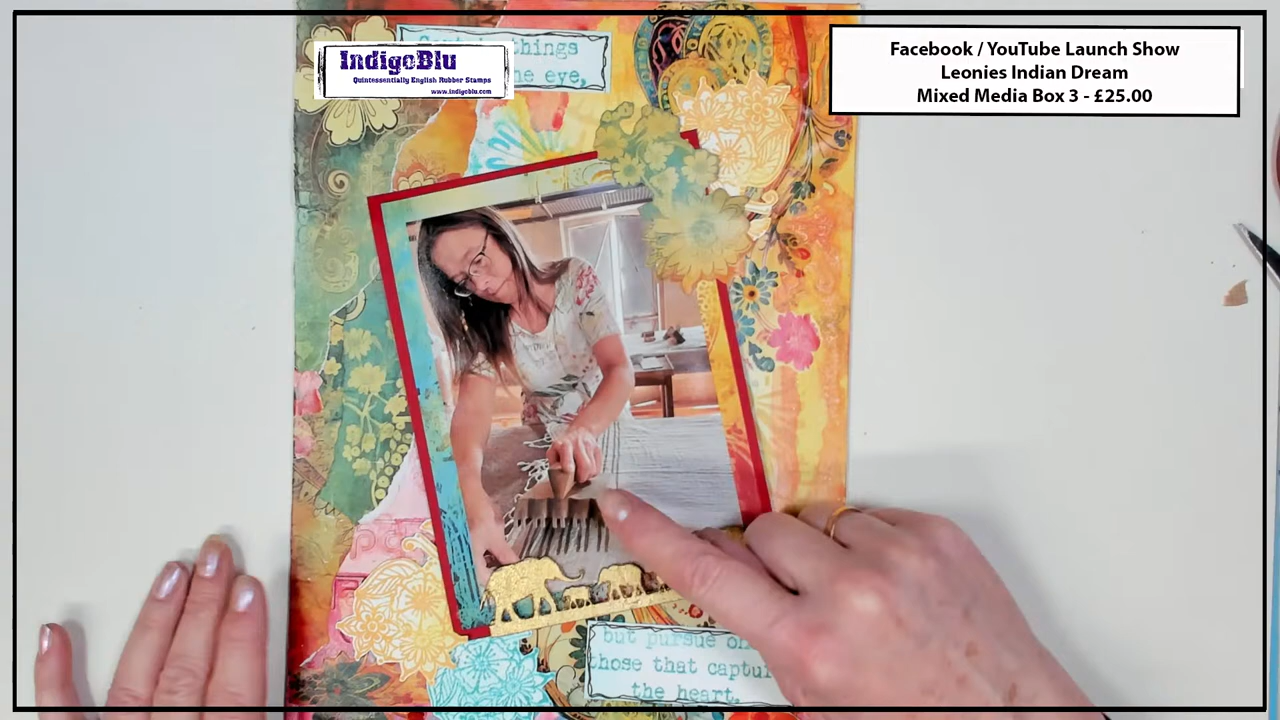 IndigoBlu
Quintessentially English Rubber Stamps
www.indigoblu.com
Facebook / YouTube Launch Show
Leonies Indian Dream
Mixed Media Box 3 - £25.00
things
the eye,
but pursue
those that captu
the heart.